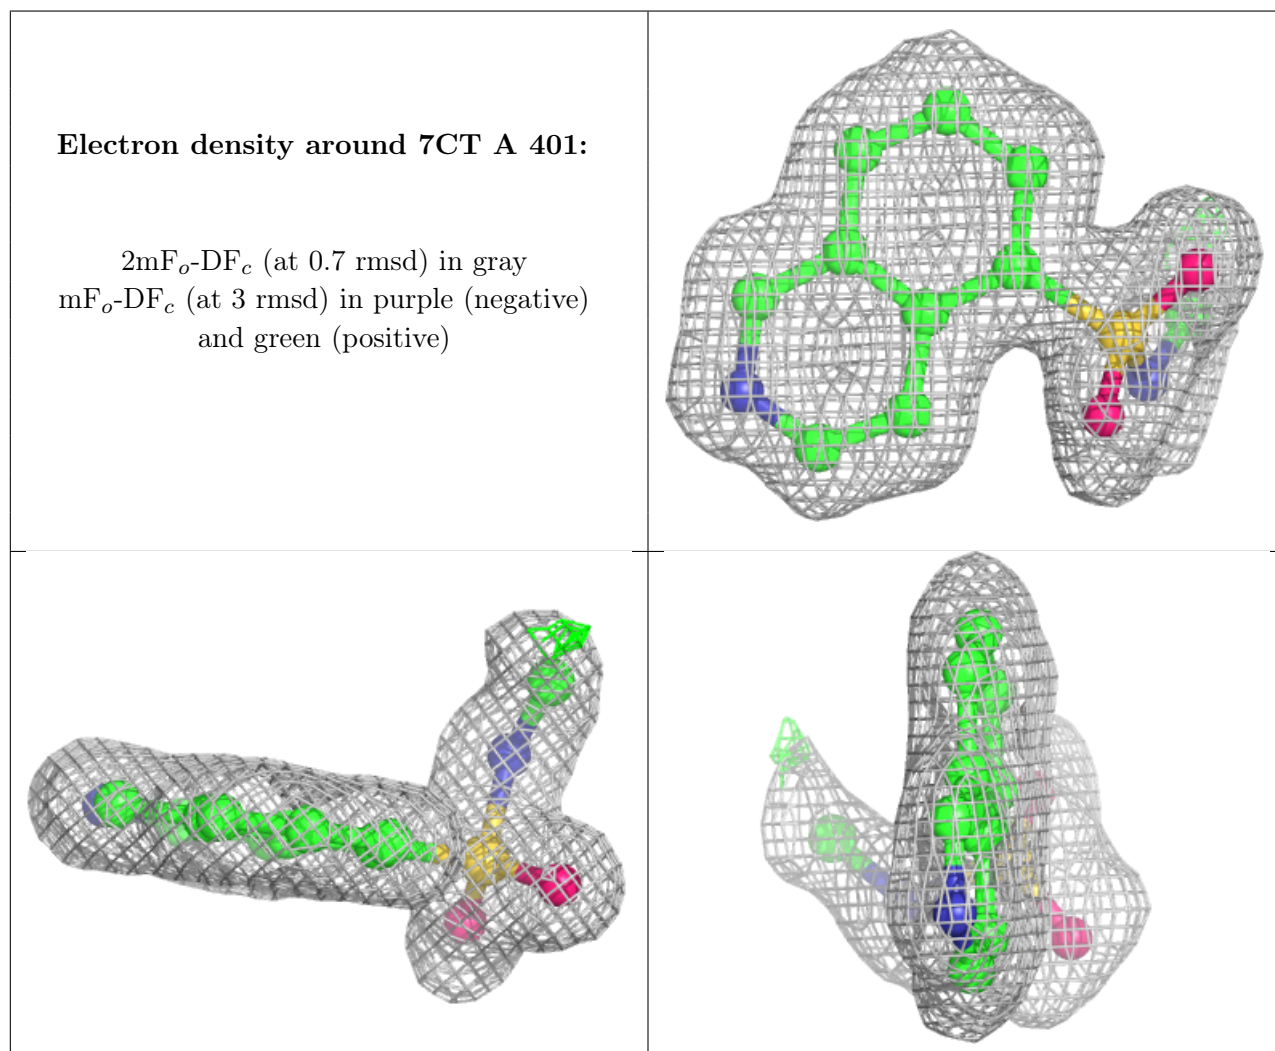 Electron density around 7CT A 401:
2mFo-DFc (at 0.7 rmsd) in gray
mFo-DFc (at 3 rmsd) in purple (negative)
and green (positive)